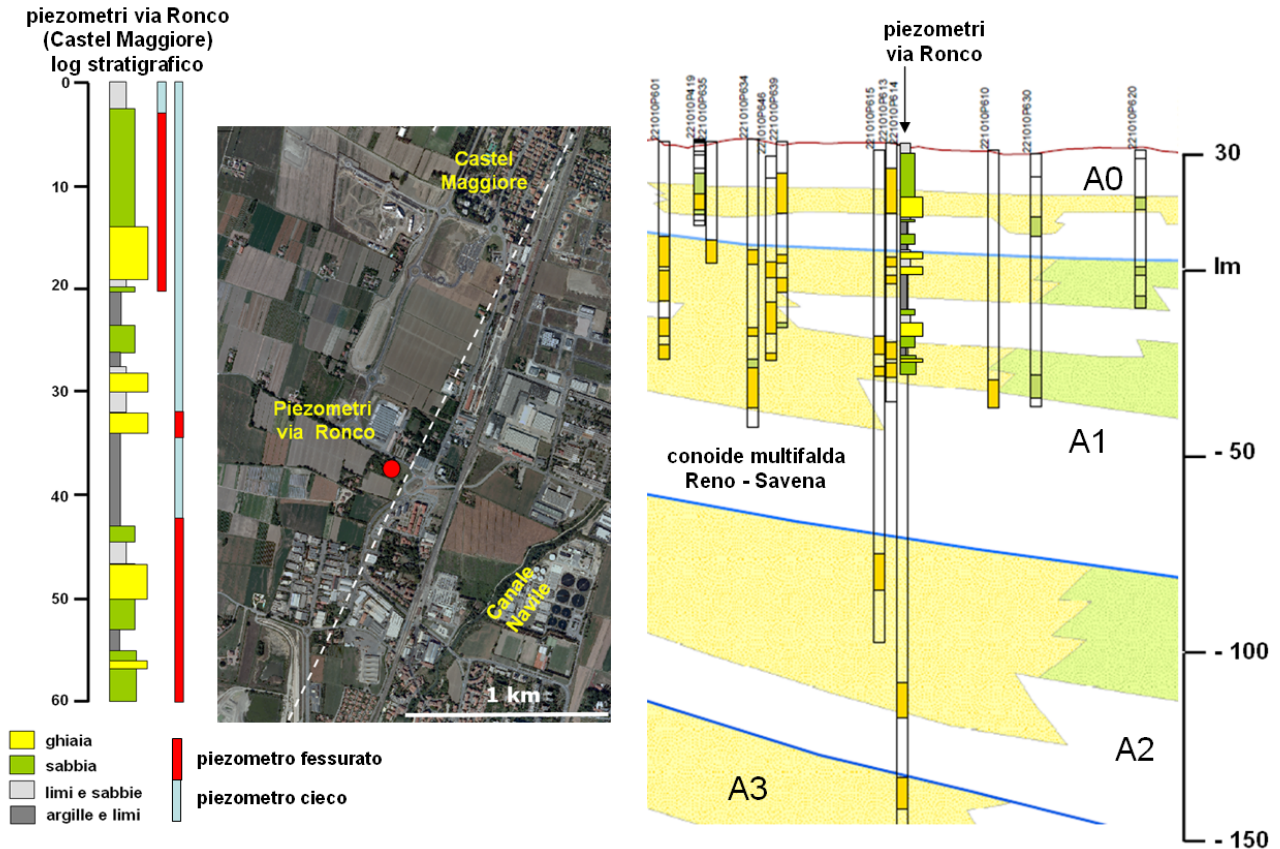 piezometri via Ronco
(Castel Maggiore)
log stratigrafico
0
10
20
30
40
50
60
ghiaia
sabbia
limi e sabbie
argille e limi
piezometro fessurato
piezometro cieco
Castel
Maggiore
Piezometri
via Ronco
Canale
Navile
1 km
piezometri
via Ronco
221010P601
221010P419
221010P635
221010P634
221010P646
221010P639
221010P615
221010P613
221010P614
221010P610
221010P630
221010P620
30
A0
lm
A1
- 50
conoide multifalda
Reno - Savena
- 100
A2
A3
- 150